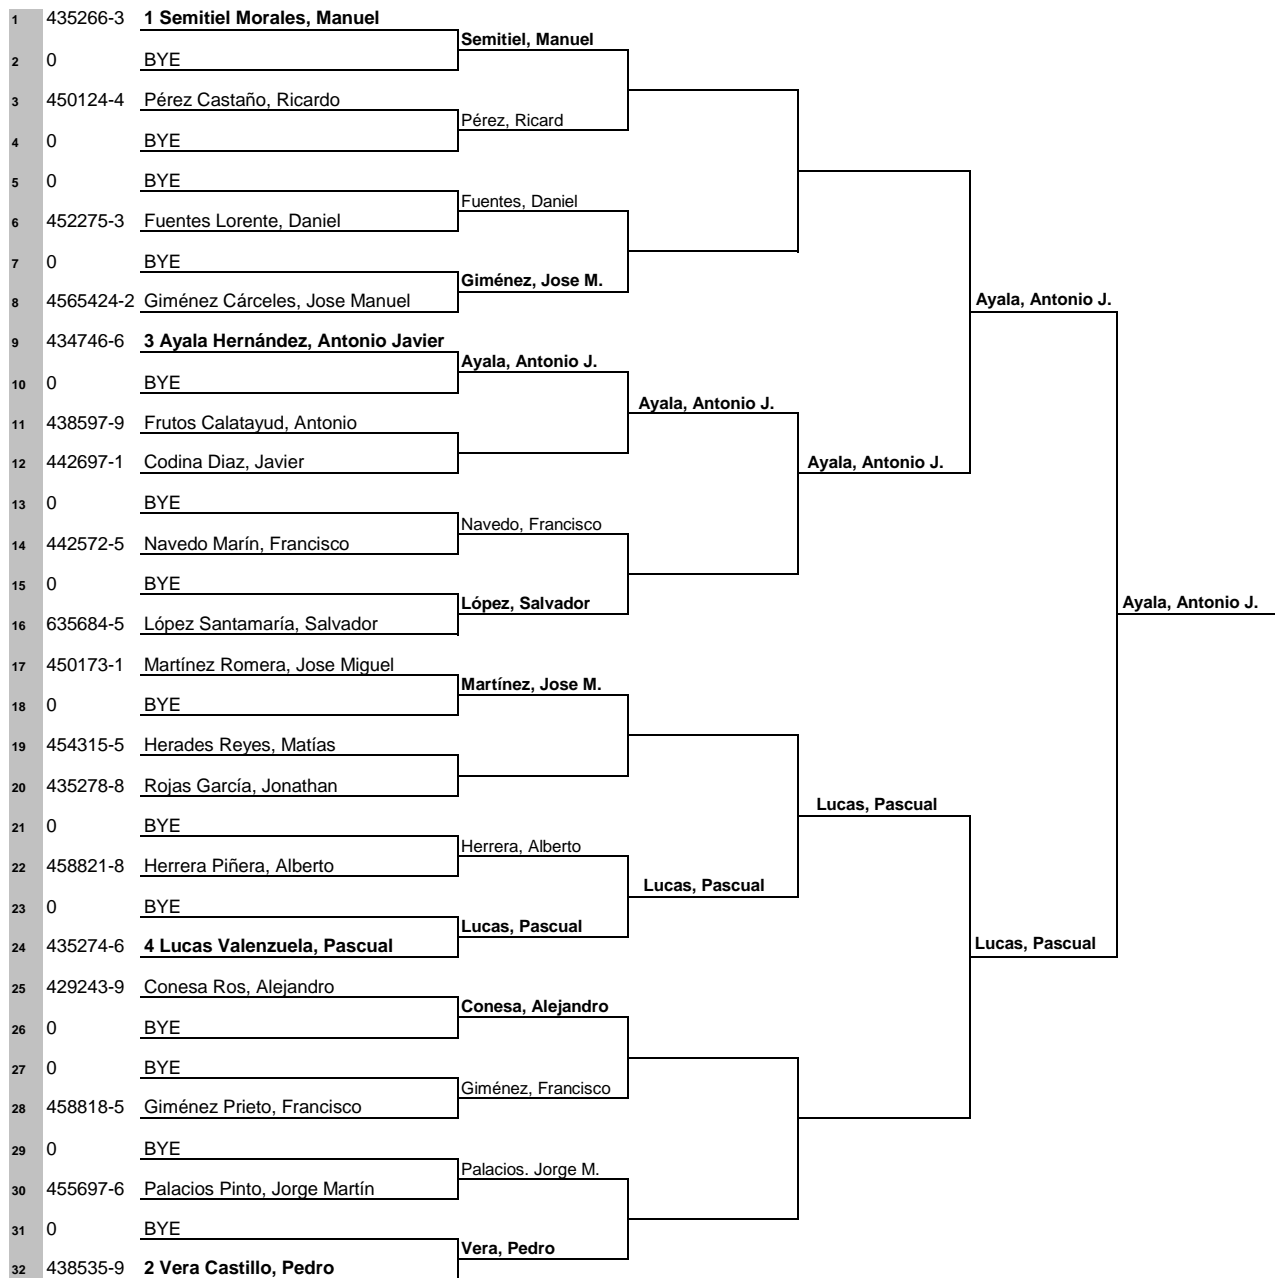 1 435266-3 1 Semitiel Morales, Manuel
Semitiel, Manuel
2 0 BYE
3 450124-4 Pérez Castaño, Ricardo
Pérez, Ricard
4 0 BYE
5 0 BYE
Fuentes, Daniel
6 452275-3 Fuentes Lorente, Daniel
7 0 BYE
Giménez, Jose M.
8 4565424-2 Giménez Cárceles, Jose Manuel
Ayala, Antonio J.
9 434746-6 3 Ayala Hernández, Antonio Javier
Ayala, Antonio J.
10 0 BYE
Ayala, Antonio J.
11 438597-9 Frutos Calatayud, Antonio
12 442697-1 Codina Diaz, Javier
Ayala, Antonio J.
13 0 BYE
Navedo, Francisco
14 442572-5 Navedo Marín, Francisco
15 0 BYE
López, Salvador
Ayala, Antonio J.
16 635684-5 López Santamaría, Salvador
17 450173-1 Martínez Romera, Jose Miguel
Martínez, Jose M.
18 0 BYE
19 454315-5 Herades Reyes, Matías
20 435278-8 Rojas García, Jonathan
Lucas, Pascual
21 0 BYE
Herrera, Alberto
22 458821-8 Herrera Piñera, Alberto
Lucas, Pascual
23 0 BYE
Lucas, Pascual
24 435274-6 4 Lucas Valenzuela, Pascual
Lucas, Pascual
25 429243-9 Conesa Ros, Alejandro
Conesa, Alejandro
26 0 BYE
27 0 BYE
Giménez, Francisco
28 458818-5 Giménez Prieto, Francisco
29 0 BYE
Palacios. Jorge M.
30 455697-6 Palacios Pinto, Jorge Martín
31 0 BYE
Vera, Pedro
32 438535-9 2 Vera Castillo, Pedro